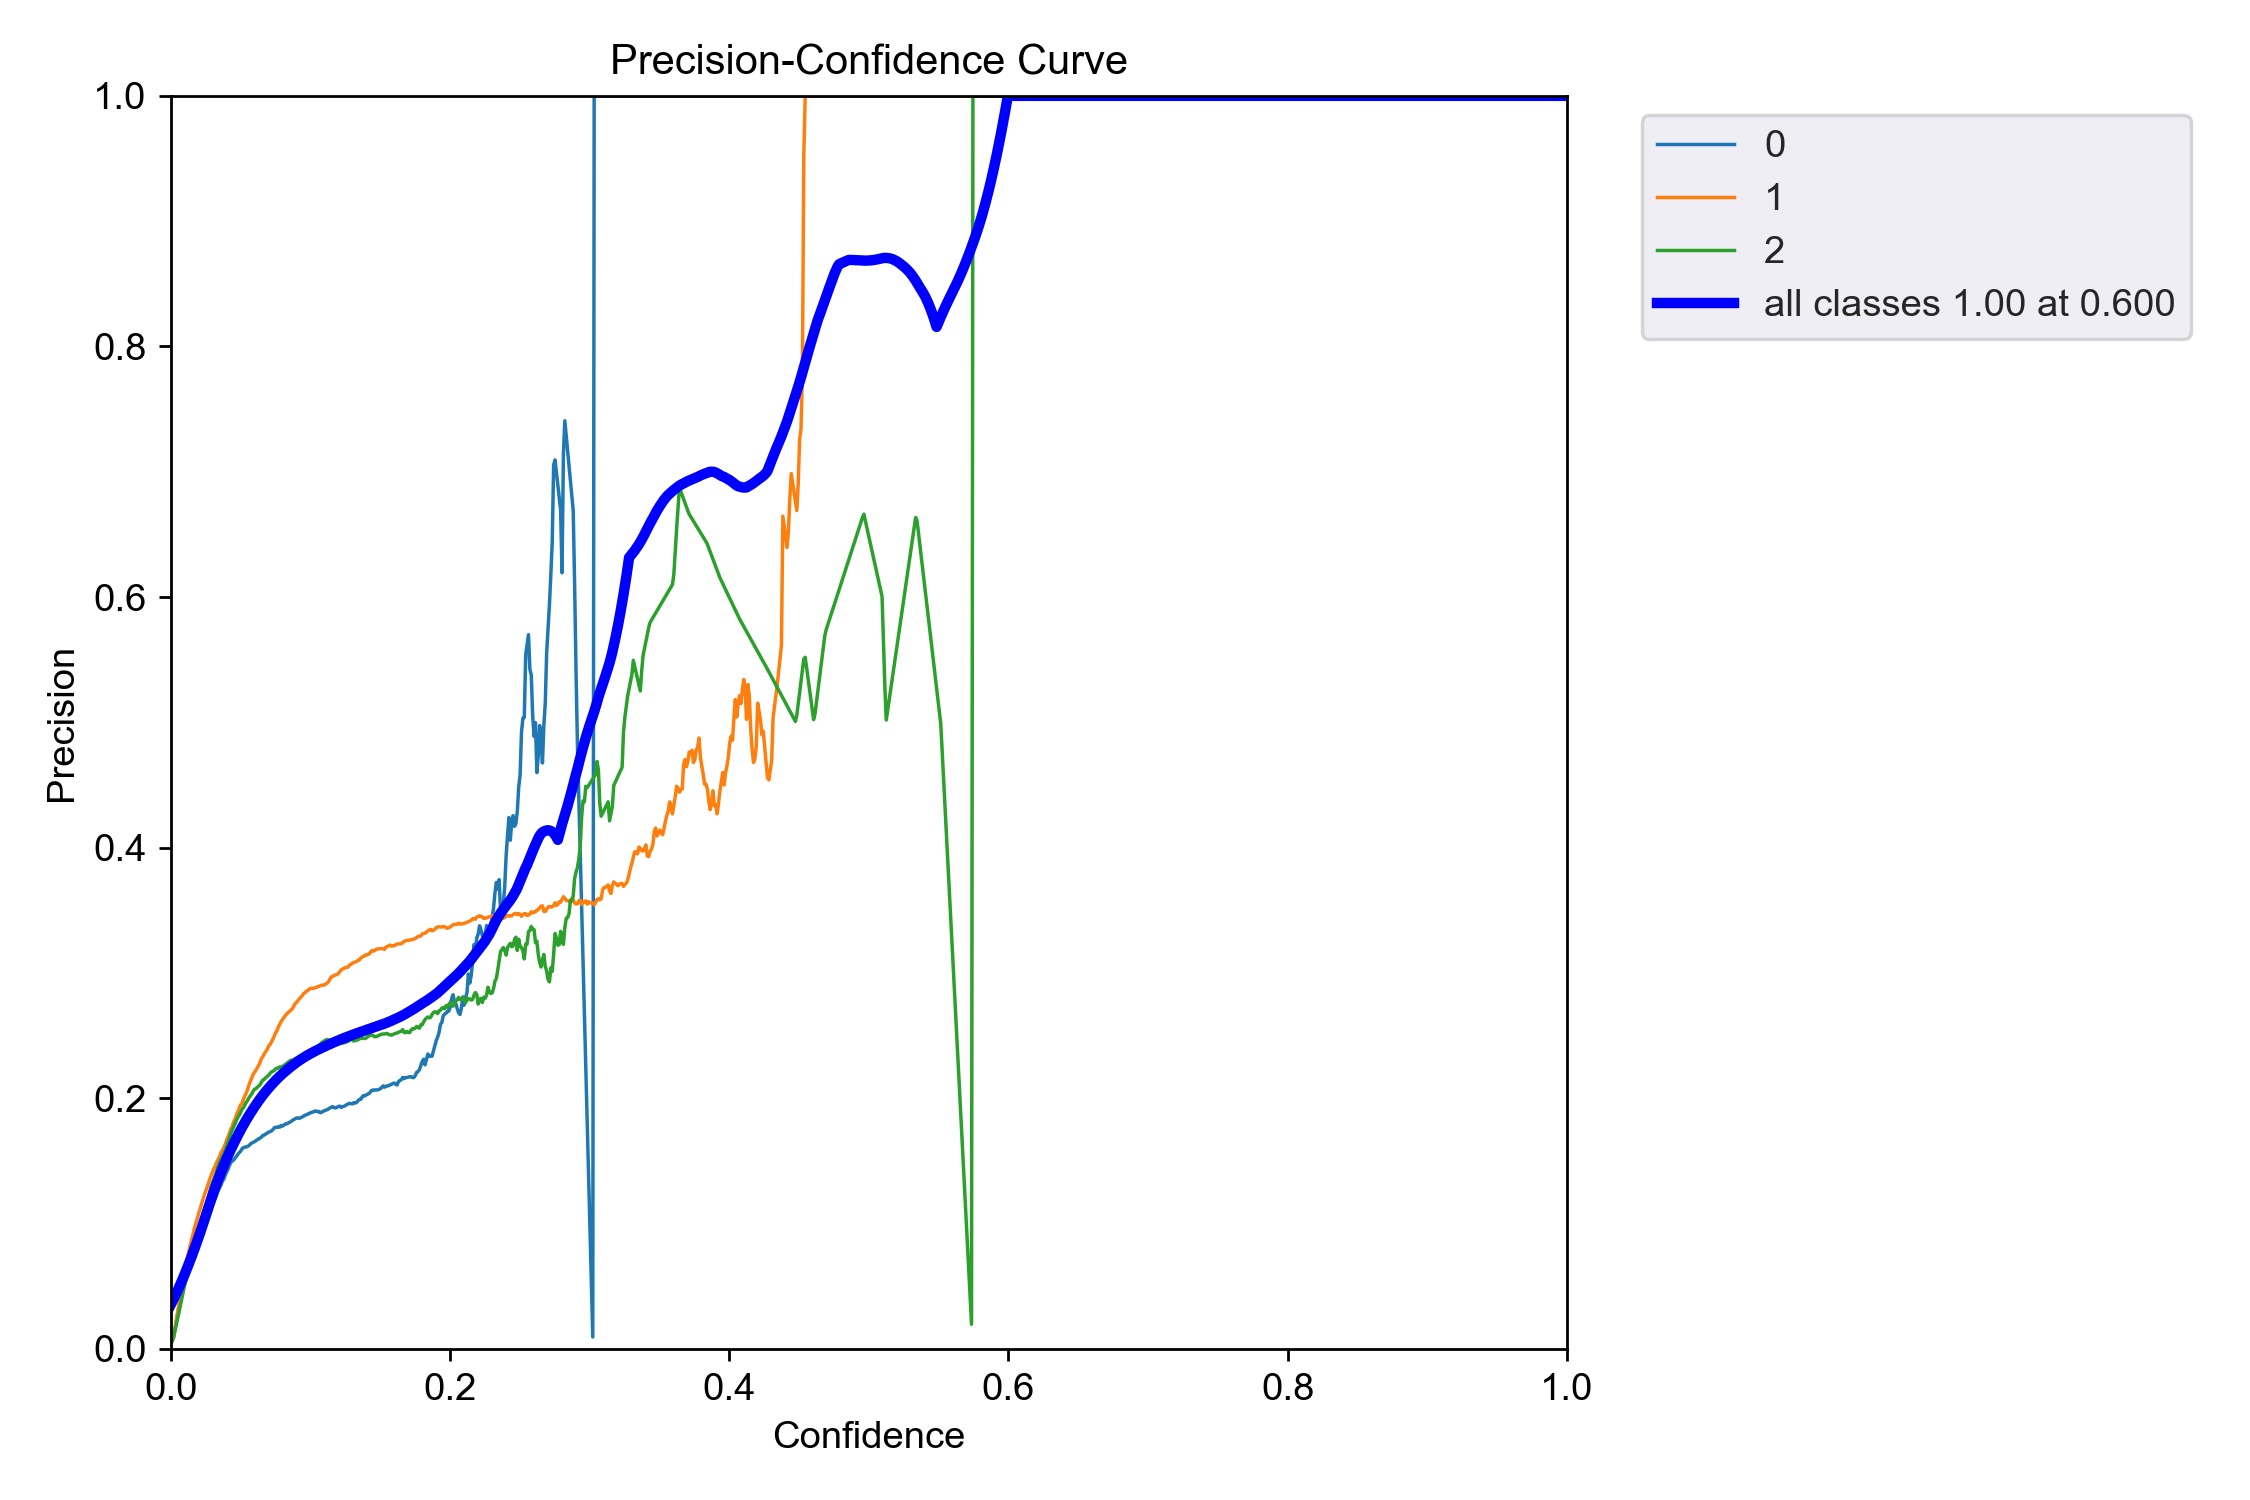 Precision-Confidence Curve
1.0
0.8
0.6
0.4
0.2
0.0
Precision
0.0 0.2 0.4 0.6 0.8 1.0
Confidence
0
1
2
all classes 1.00 at 0.600